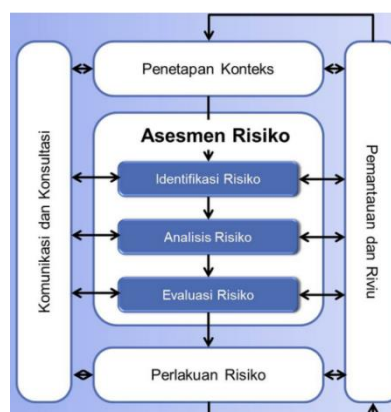 Penetapan Konteks
Komunikasi dan Konsultasi
Asesmen Risiko
Identifikasi Risiko
Analisis Risiko
Evaluasi Risiko
Pemantauan dan Riviu
Perlakuan Risiko